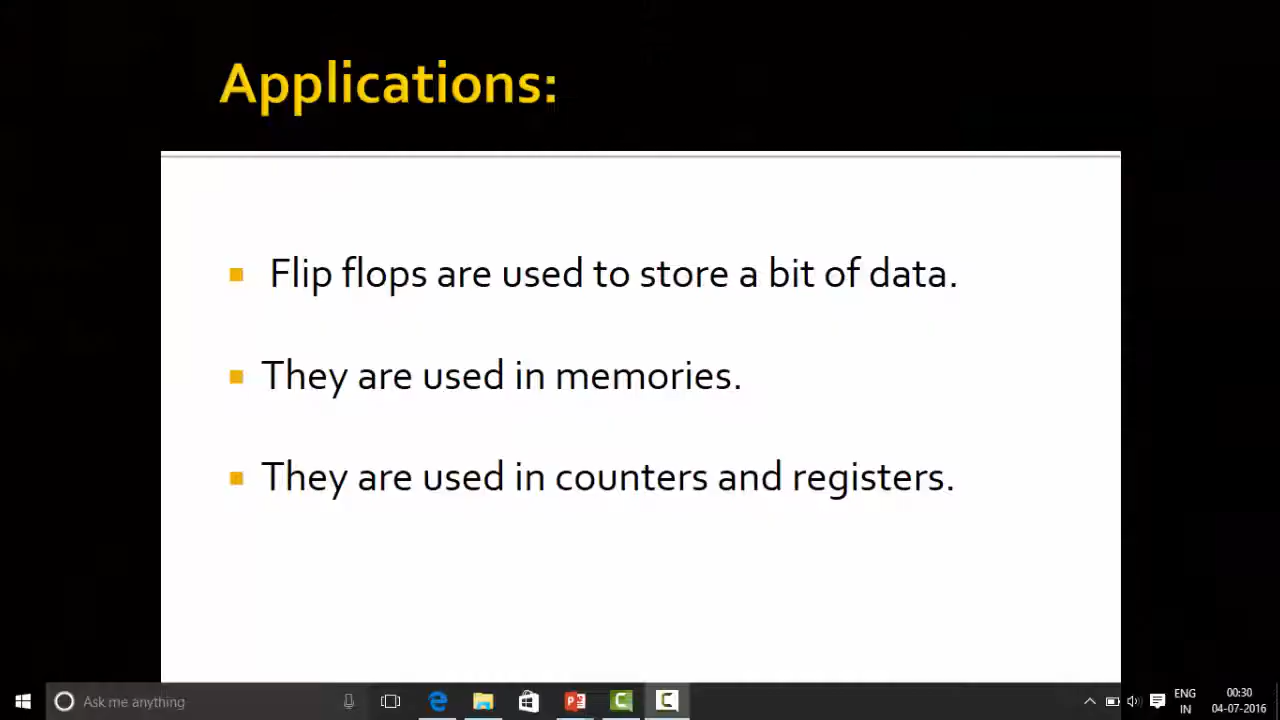 Applications:
Flip flops are used to store a bit of data.
They are used in memories.
They are used in counters and registers.
Ask me anything
ENG
IN
00:30
04-07-2016